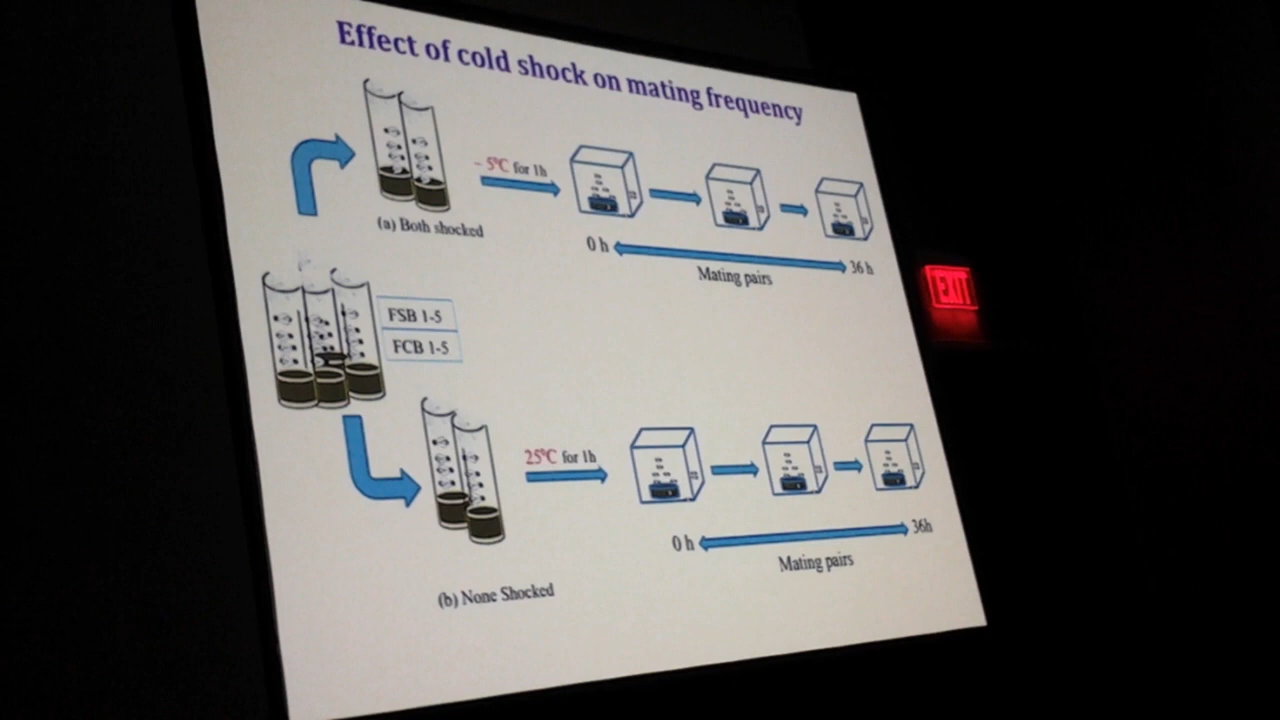 Effect of cold shock on mating frequency
- 5°C for 1h
(a) Both shocked
0 h
36 h
Mating pairs
FSB 1-5
FCB 1-5
EXIT
25°C for 1h
0 h
36h
Mating pairs
(b) None Shocked